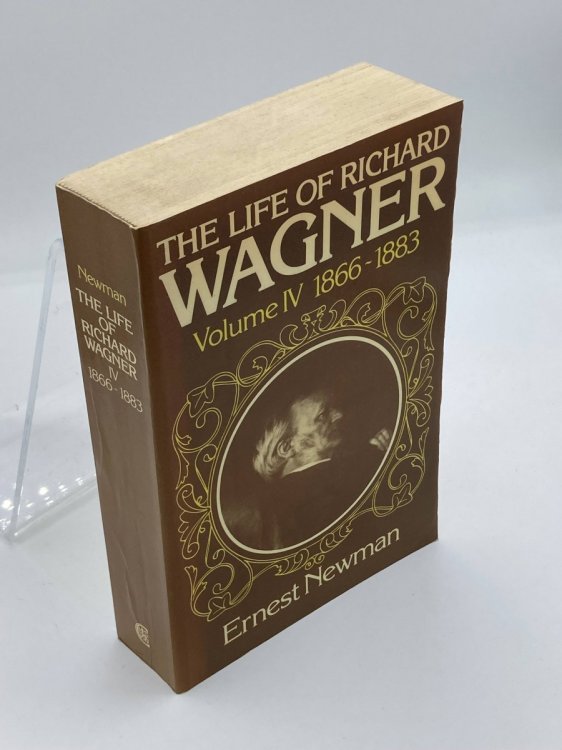 THE LIFE OF RICHARD
WAGNER
Volume IV 1866-1883
Ernest Newman
Newman
THE LIFE
OF
RICHARD
WAGNER
IV
1866-1883